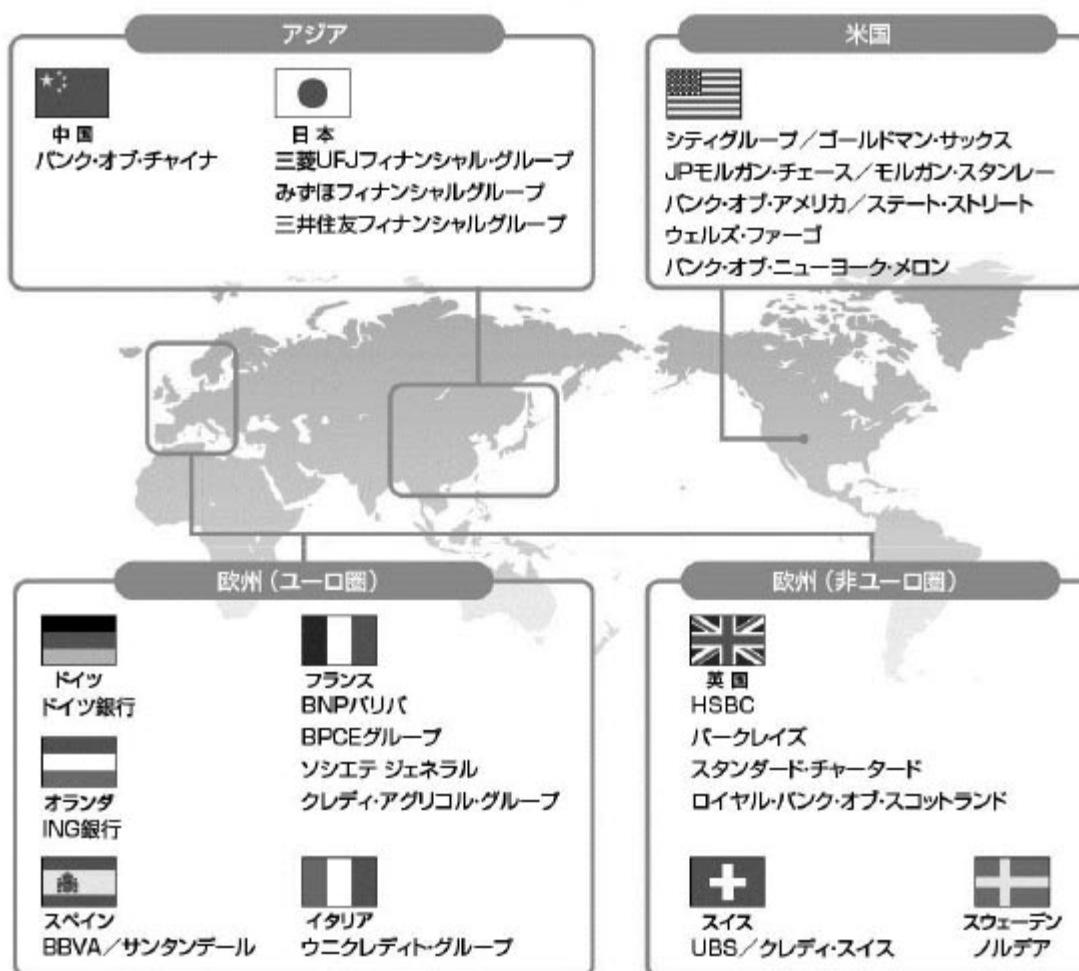 アジア
中国
バンク・オブ・チャイナ
日本
三菱UFJフィナンシャル・グループ
みずほフィナンシャルグループ
三井住友フィナンシャルグループ
米国
シティグループ／ゴールドマン・サックス
JPモルガン・チェース／モルガン・スタンレー
バンク・オブ・アメリカ／ステート・ストリート
ウェルズ・ファーゴ
バンク・オブ・ニューヨーク・メロン
欧州（ユーロ圏）
ドイツ
ドイツ銀行
フランス
BNPパリバ
BPCEグループ
ソシエテ ジェネラル
クレディ・アグリコル・グループ
オランダ
ING銀行
スペイン
BBVA／サンタンデール
イタリア
ウニクレディト・グループ
欧州（非ユーロ圏）
英国
HSBC
バークレイズ
スタンダード・チャータード
ロイヤル・バンク・オブ・スコットランド
スイス
UBS／クレディ・スイス
スウェーデン
ノルデア